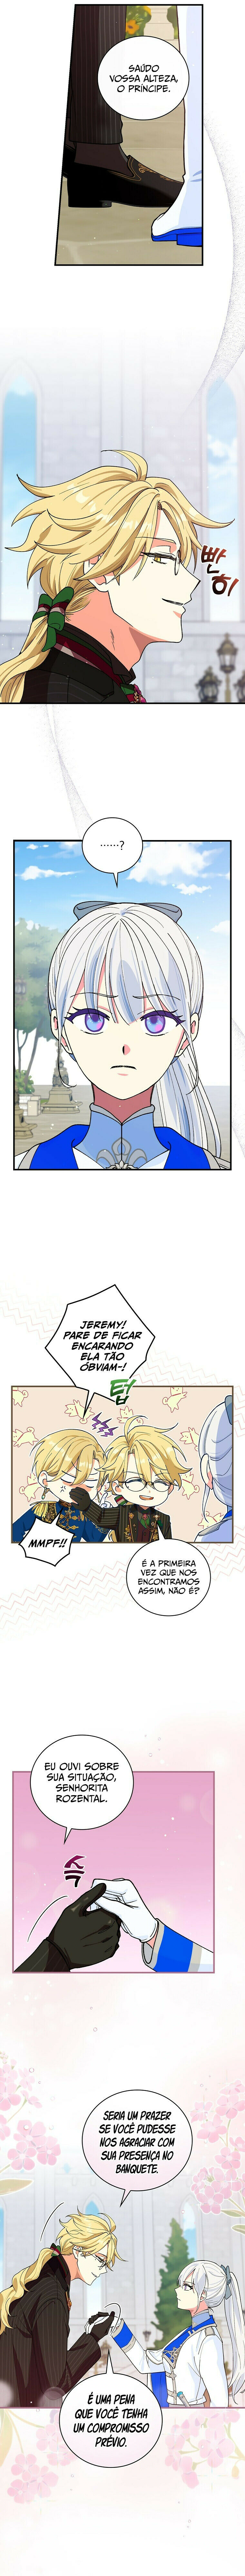 SAÚDO
VOSSA ALTEZA,
O PRÍNCIPE.
빤
히
······?
JEREMY!
PARE DE FICAR
ENCARANDO
ELA TÃO
ÓBVIAM-!
텁!
MMPF!!
É A PRIMEIRA
VEZ QUE NOS
ENCONTRAMOS
ASSIM, NÃO É?
EU OUVI SOBRE
SUA SITUAÇÃO,
SENHORITA
ROZENTAL.
슥
SERIA UM PRAZER
SE VOCÊ PUDESSE
NOS AGRACIAR COM
SUA PRESENÇA NO
BANQUETE.
É UMA PENA
QUE VOCÊ TENHA
UM COMPROMISSO
PRÉVIO.